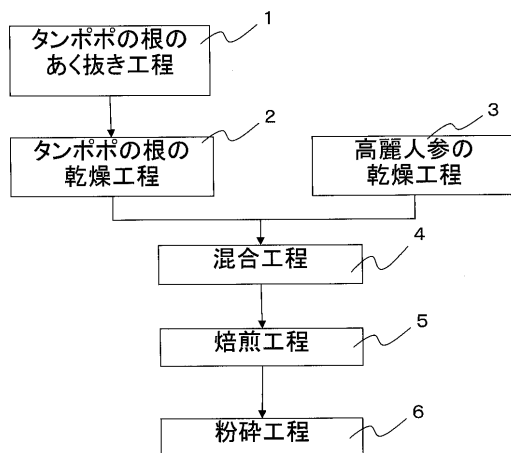 1
タンポポの根の
あく抜き工程
2
タンポポの根の
乾燥工程
3
高麗人参の
乾燥工程
4
混合工程
5
焙煎工程
6
粉砕工程